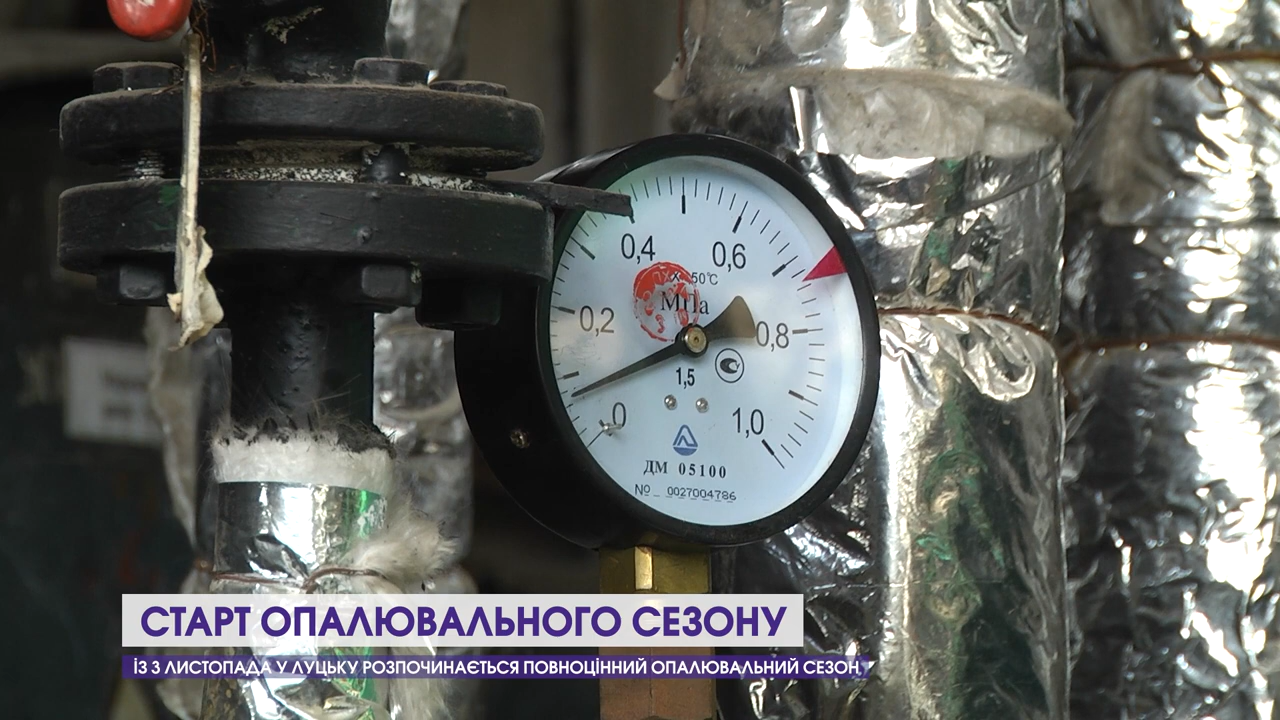 0,4
0,6
50°C
МПа
0,2
0,8
1,5
0
1,0
ДМ 05100
№ 0027004786
СТАРТ ОПАЛЮВАЛЬНОГО СЕЗОНУ
ІЗ 3 ЛИСТОПАДА У ЛУЦЬКУ РОЗПОЧИНАЄТЬСЯ ПОВНОЦІННИЙ ОПАЛЮВАЛЬНИЙ СЕЗОН